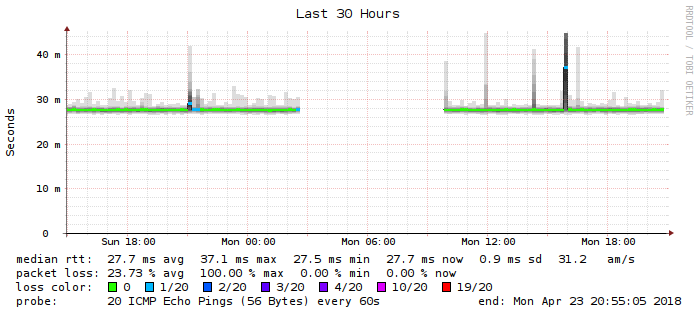 Last 30 Hours
RRDTOOL / TOBI OETIKER
Seconds
40 m
30 m
20 m
10 m
0
Sun 18:00 Mon 00:00 Mon 06:00 Mon 12:00 Mon 18:00
median rtt: 27.7 ms avg 37.1 ms max 27.5 ms min 27.7 ms now 0.9 ms sd 31.2 am/s
packet loss: 23.73 % avg 100.00 % max 0.00 % min 0.00 % now
loss color: 0 1/20 2/20 3/20 4/20 10/20 19/20
probe: 20 ICMP Echo Pings (56 Bytes) every 60s end: Mon Apr 23 20:55:05 2018